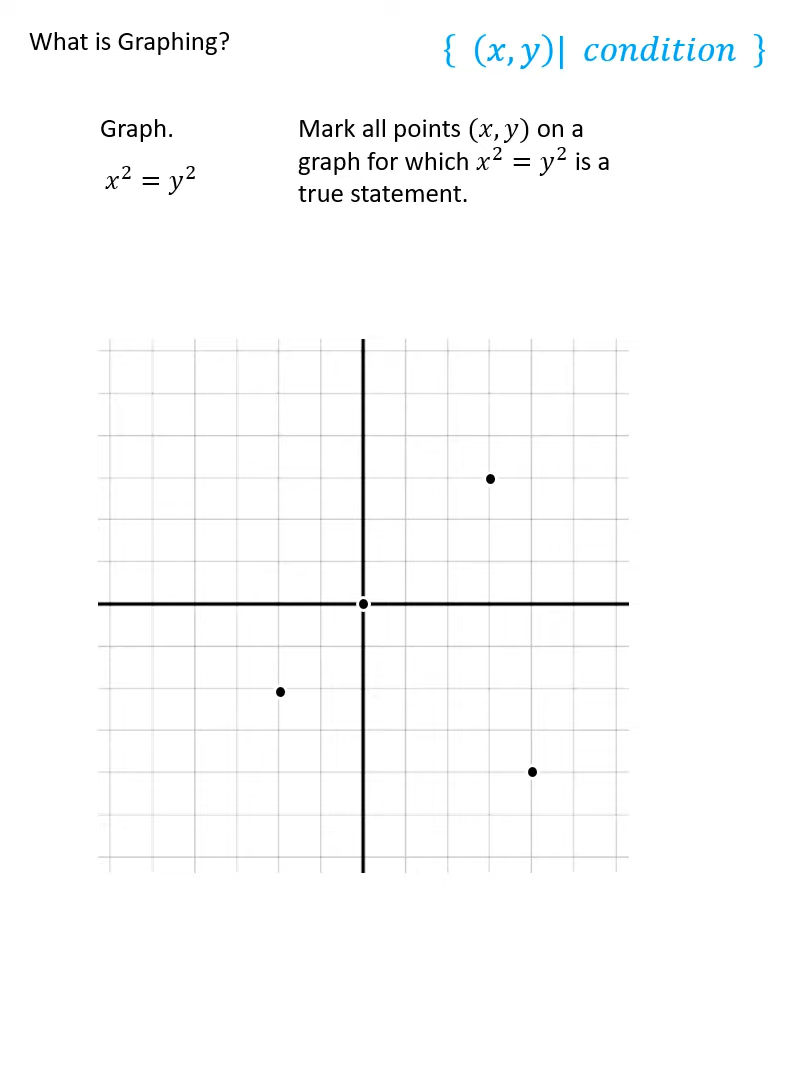 What is Graphing?
{ (x, y)| condition }
Graph.
x² = y²
Mark all points (x, y) on a
graph for which x² = y² is a
true statement.